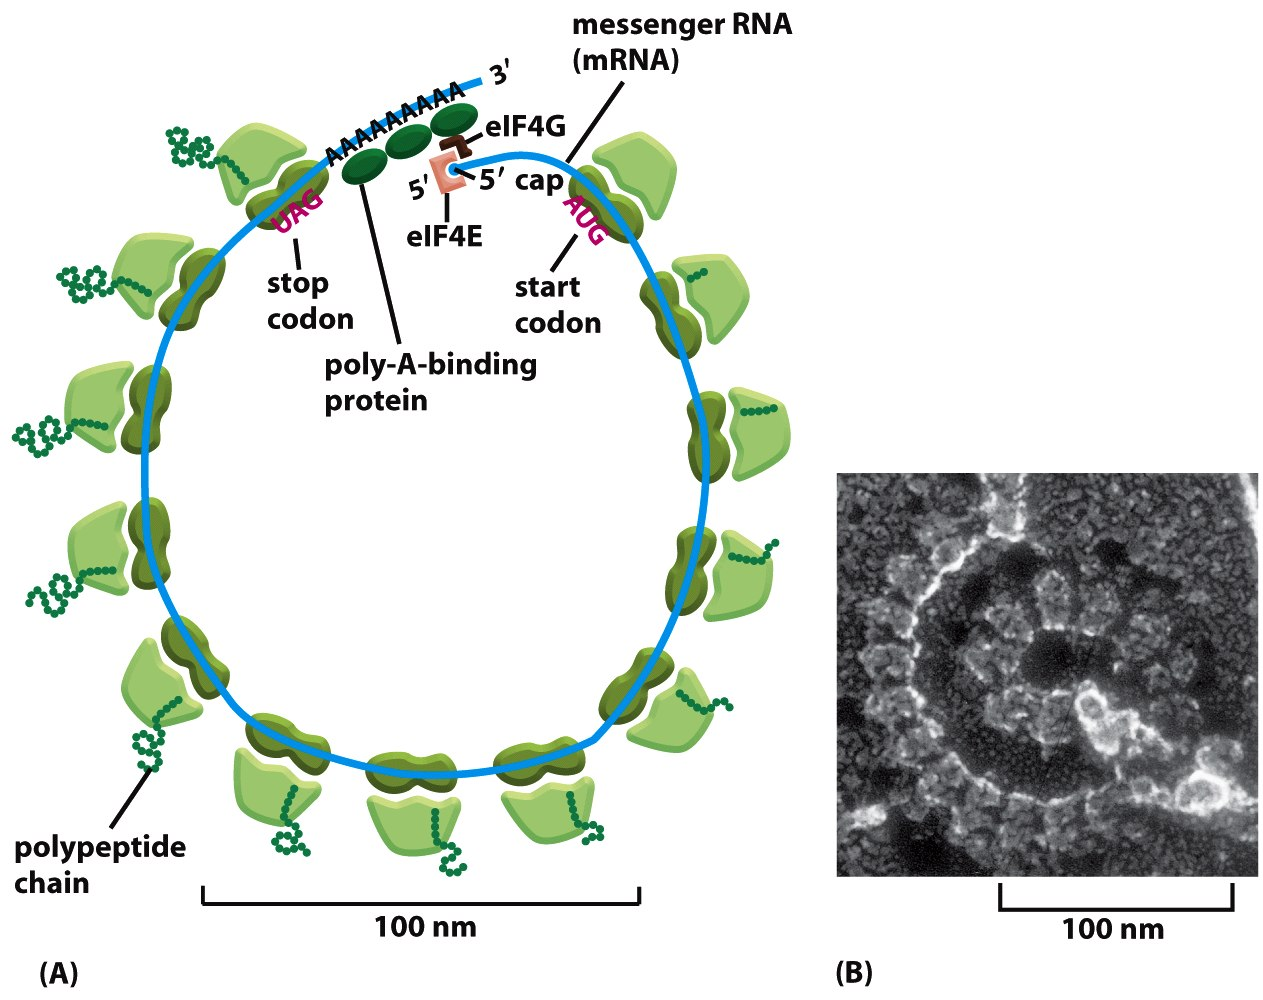 messenger RNA
(mRNA)
3′
AAAAAAAAA
eIF4G
5′
5′ cap
eIF4E
UAG
AUG
stop
codon
start
codon
poly-A-binding
protein
polypeptide
chain
100 nm
100 nm
(A)
(B)